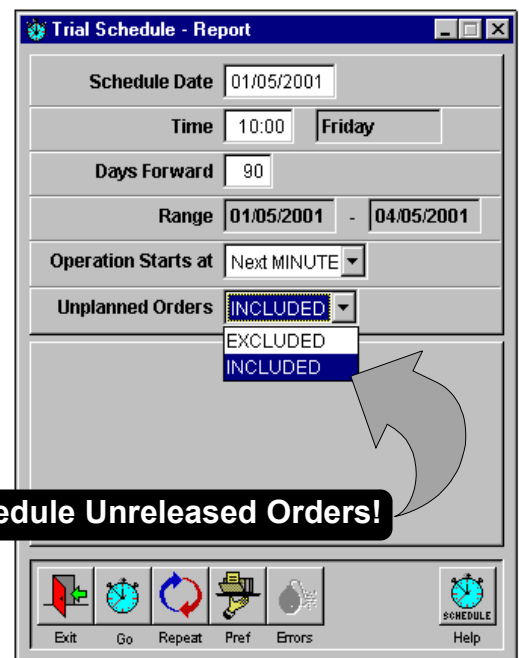 Trial Schedule - Report
Schedule Date 01/05/2001
Time 10:00 Friday
Days Forward 90
Range 01/05/2001 - 04/05/2001
Operation Starts at Next MINUTE
Unplanned Orders INCLUDED
EXCLUDED
INCLUDED
edule Unreleased Orders!
SCHEDULE
Exit Go Repeat Pref Errors Help